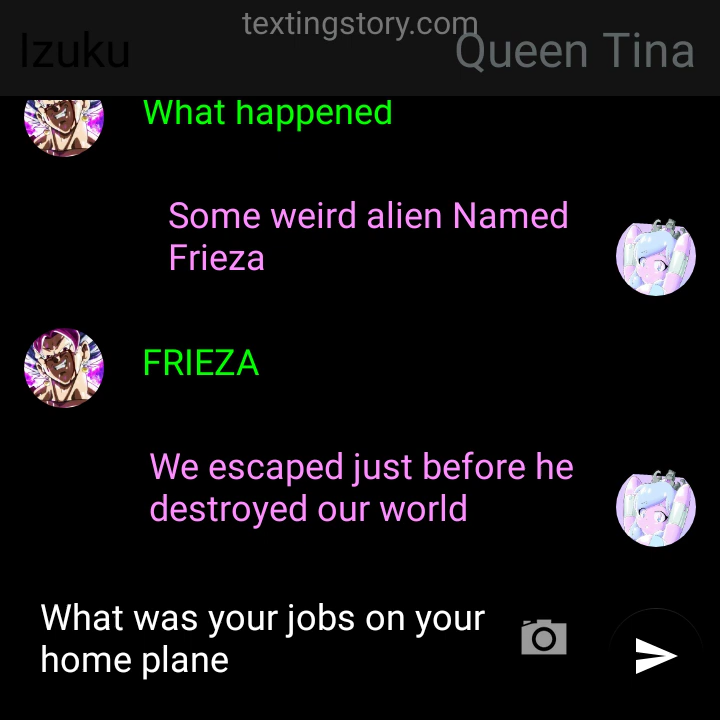 textingstory.com
Izuku
Queen Tina
What happened
Some weird alien Named
Frieza
FRIEZA
We escaped just before he
destroyed our world
What was your jobs on your
home plane